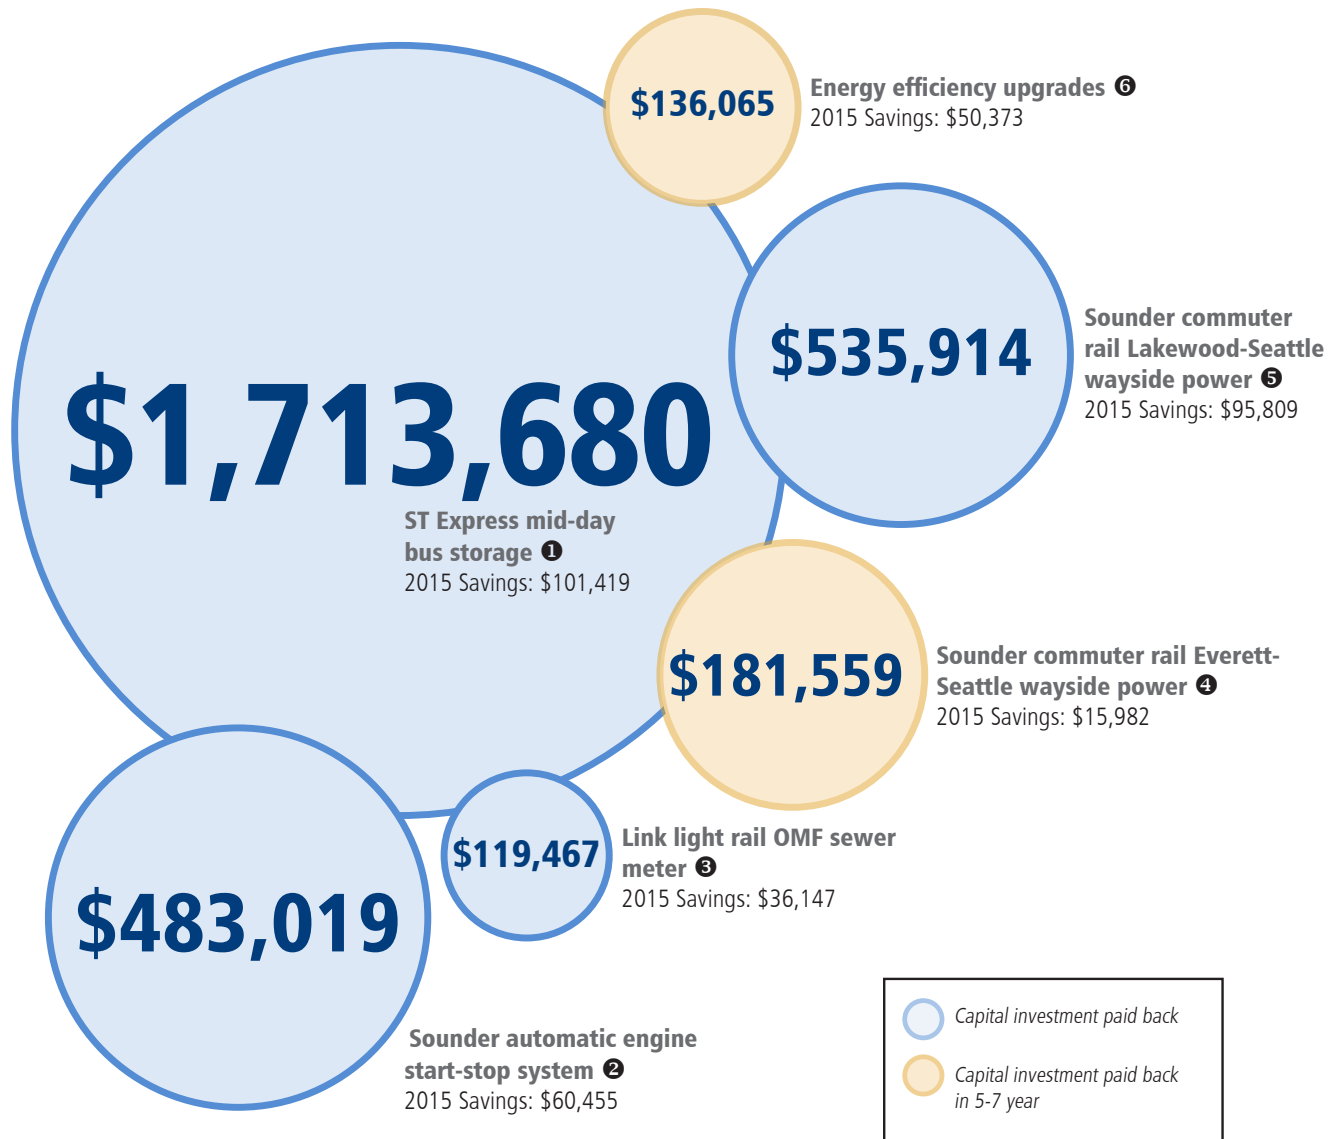 $136,065
Energy efficiency upgrades ❻
2015 Savings: $50,373
$535,914
Sounder commuter
rail Lakewood-Seattle
wayside power ❺
2015 Savings: $95,809
$1,713,680
ST Express mid-day
bus storage ❶
2015 Savings: $101,419
$181,559
Sounder commuter rail Everett-
Seattle wayside power ❹
2015 Savings: $15,982
$119,467
Link light rail OMF sewer
meter ❸
2015 Savings: $36,147
$483,019
Sounder automatic engine
start-stop system ❷
2015 Savings: $60,455
Capital investment paid back
Capital investment paid back
in 5-7 year